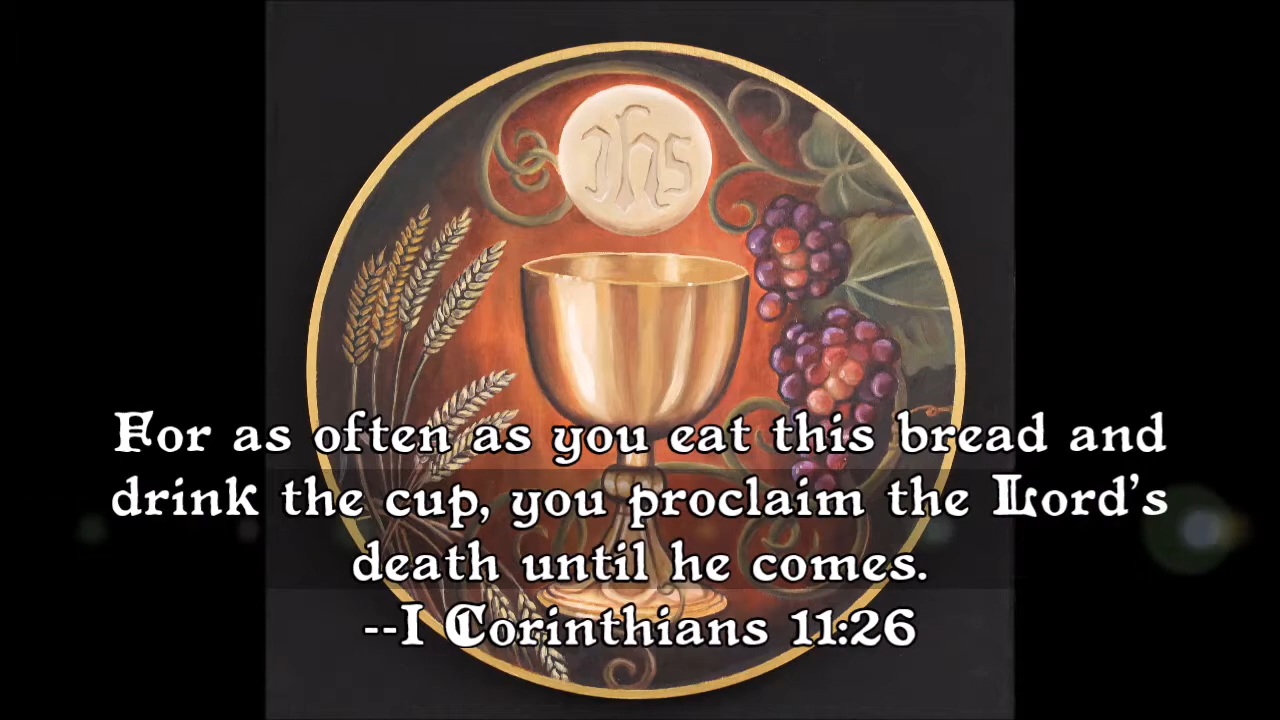 ihs
For as often as you eat this bread and
drink the cup, you proclaim the Lord's
death until he comes.
--I Corinthians 11:26